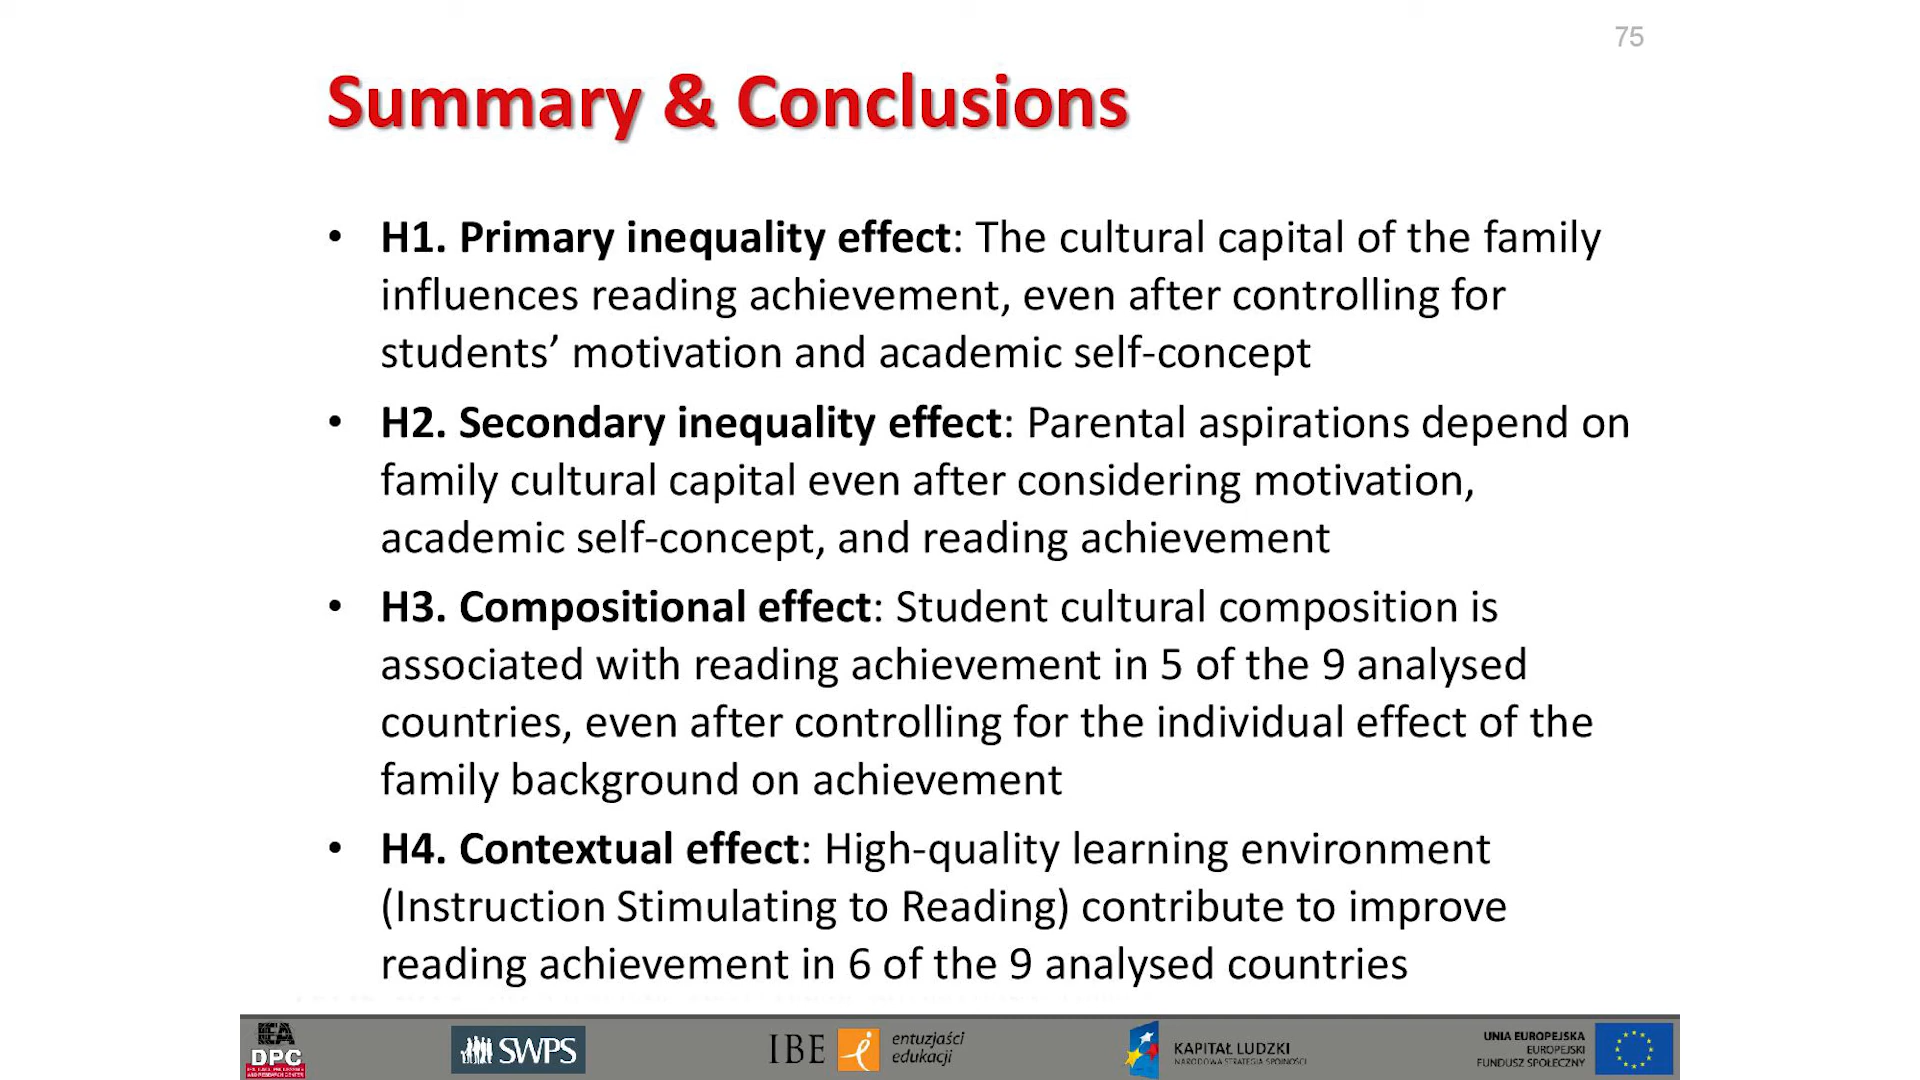 75
Summary & Conclusions
• H1. Primary inequality effect: The cultural capital of the family
influences reading achievement, even after controlling for
students’ motivation and academic self-concept
• H2. Secondary inequality effect: Parental aspirations depend on
family cultural capital even after considering motivation,
academic self-concept, and reading achievement
• H3. Compositional effect: Student cultural composition is
associated with reading achievement in 5 of the 9 analysed
countries, even after controlling for the individual effect of the
family background on achievement
• H4. Contextual effect: High-quality learning environment
(Instruction Stimulating to Reading) contribute to improve
reading achievement in 6 of the 9 analysed countries
IEA
DPC
SWPS
IBE
entuzjaści
edukacji
KAPITAŁ LUDZKI
NARODOWA STRATEGIA SPÓJNOŚCI
UNIA EUROPEJSKA
EUROPEJSKI
FUNDUSZ SPOŁECZNY